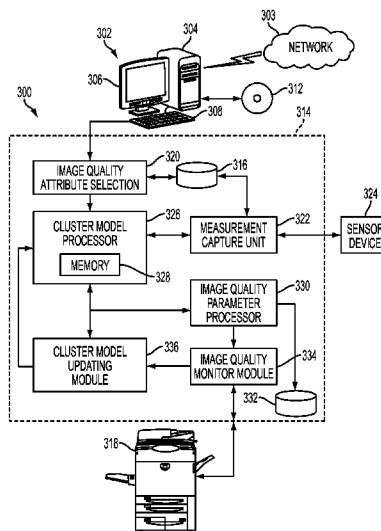 303
NETWORK
302
304
306
312
308
300
314
320
IMAGE QUALITY
ATTRIBUTE SELECTION
316
324
326
CLUSTER MODEL
PROCESSOR
MEMORY
328
MEASUREMENT
CAPTURE UNIT
322
SENSOR
DEVICE
330
IMAGE QUALITY
PARAMETER
PROCESSOR
336
CLUSTER MODEL
UPDATING
MODULE
334
IMAGE QUALITY
MONITOR MODULE
332
318